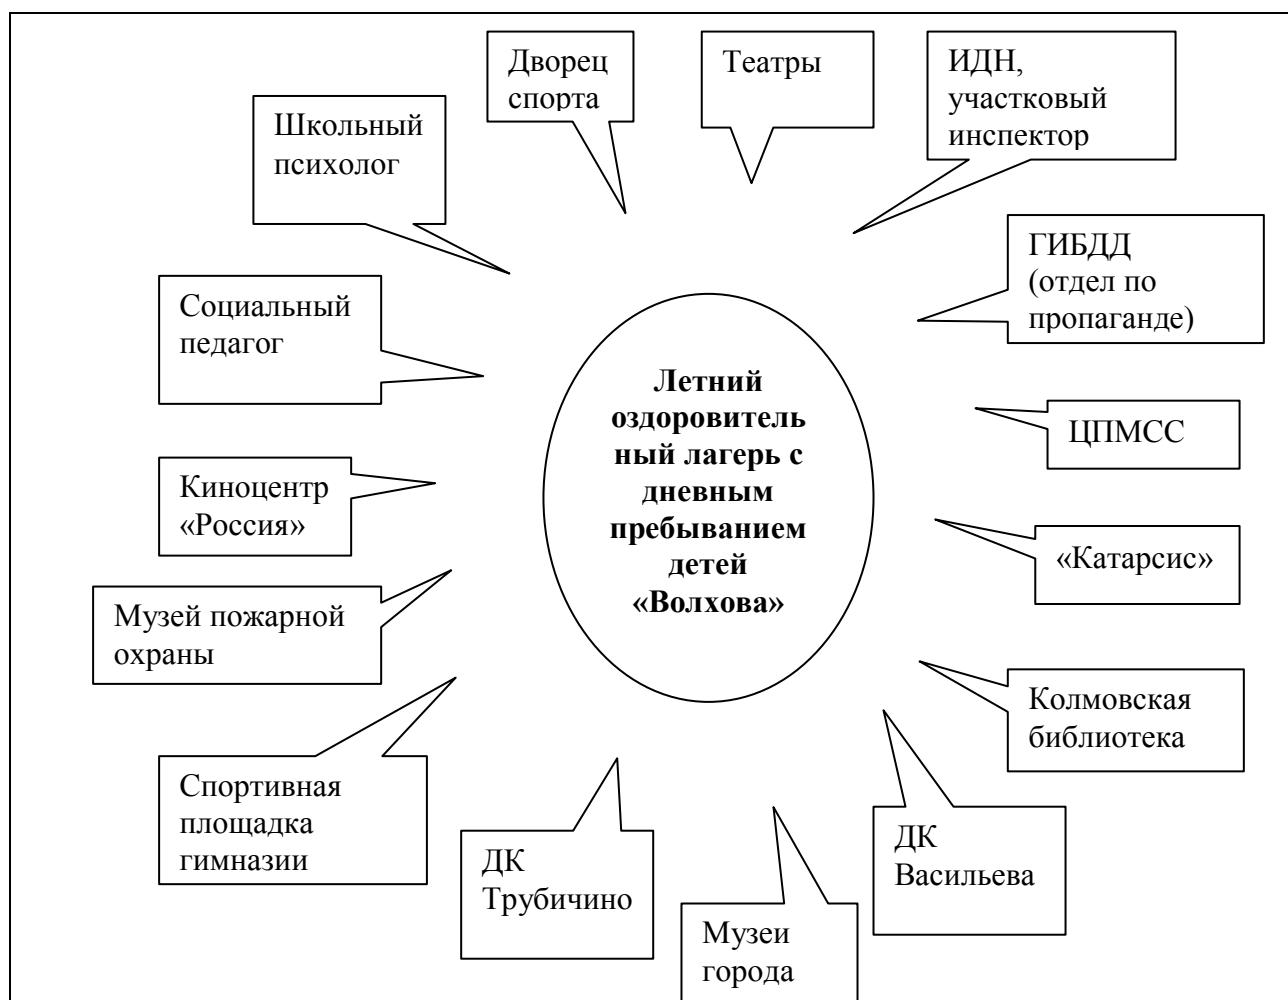 Дворец
спорта
Театры
ИДН,
участковый
инспектор
Школьный
психолог
ГИБДД
(отдел по
пропаганде)
Социальный
педагог
Летний
оздоровитель
ный лагерь с
дневным
пребыванием
детей
«Волхова»
ЦПМСС
Киноцентр
«Россия»
«Катарсис»
Музей пожарной
охраны
Колмовская
библиотека
Спортивная
площадка
гимназии
ДК
Трубичино
ДК
Васильева
Музеи
города